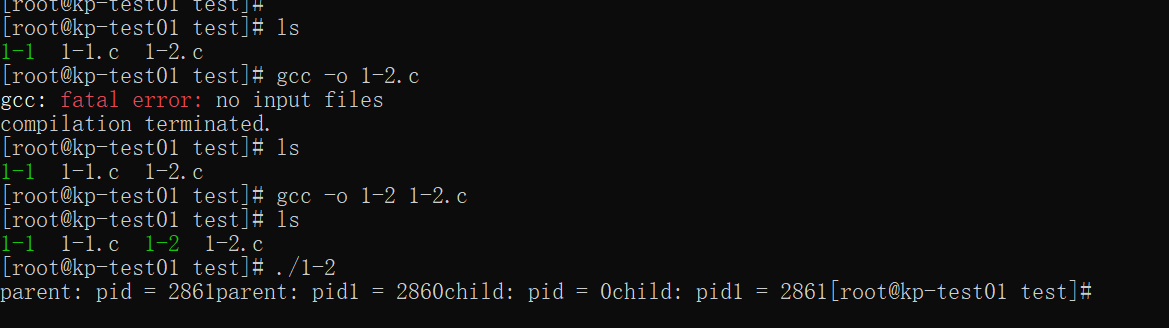 [root@kp-test01 test]#
[root@kp-test01 test]# ls
1-1  1-1.c  1-2.c
[root@kp-test01 test]# gcc -o 1-2.c
gcc: fatal error: no input files
compilation terminated.
[root@kp-test01 test]# ls
1-1  1-1.c  1-2.c
[root@kp-test01 test]# gcc -o 1-2 1-2.c
[root@kp-test01 test]# ls
1-1  1-1.c  1-2  1-2.c
[root@kp-test01 test]# ./1-2
parent: pid = 2861parent: pid1 = 2860child: pid = 0child: pid1 = 2861[root@kp-test01 test]#